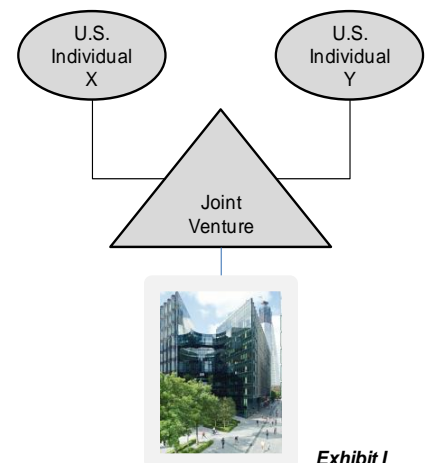 U.S.
Individual
X
U.S.
Individual
Y
Joint
Venture
Exhibit I